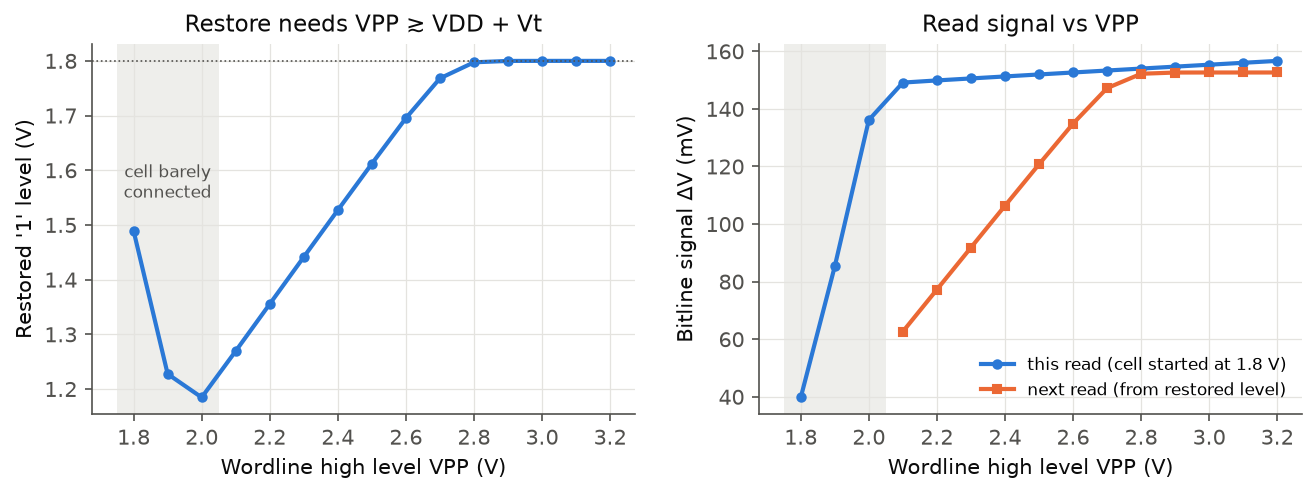 Restore needs VPP ≳ VDD + Vt
Restored '1' level (V)
1.8
1.7
1.6
1.5
1.4
1.3
1.2
cell barely
connected
1.8 2.0 2.2 2.4 2.6 2.8 3.0 3.2
Wordline high level VPP (V)
Read signal vs VPP
Bitline signal ΔV (mV)
160
140
120
100
80
60
40
this read (cell started at 1.8 V)
next read (from restored level)
1.8 2.0 2.2 2.4 2.6 2.8 3.0 3.2
Wordline high level VPP (V)